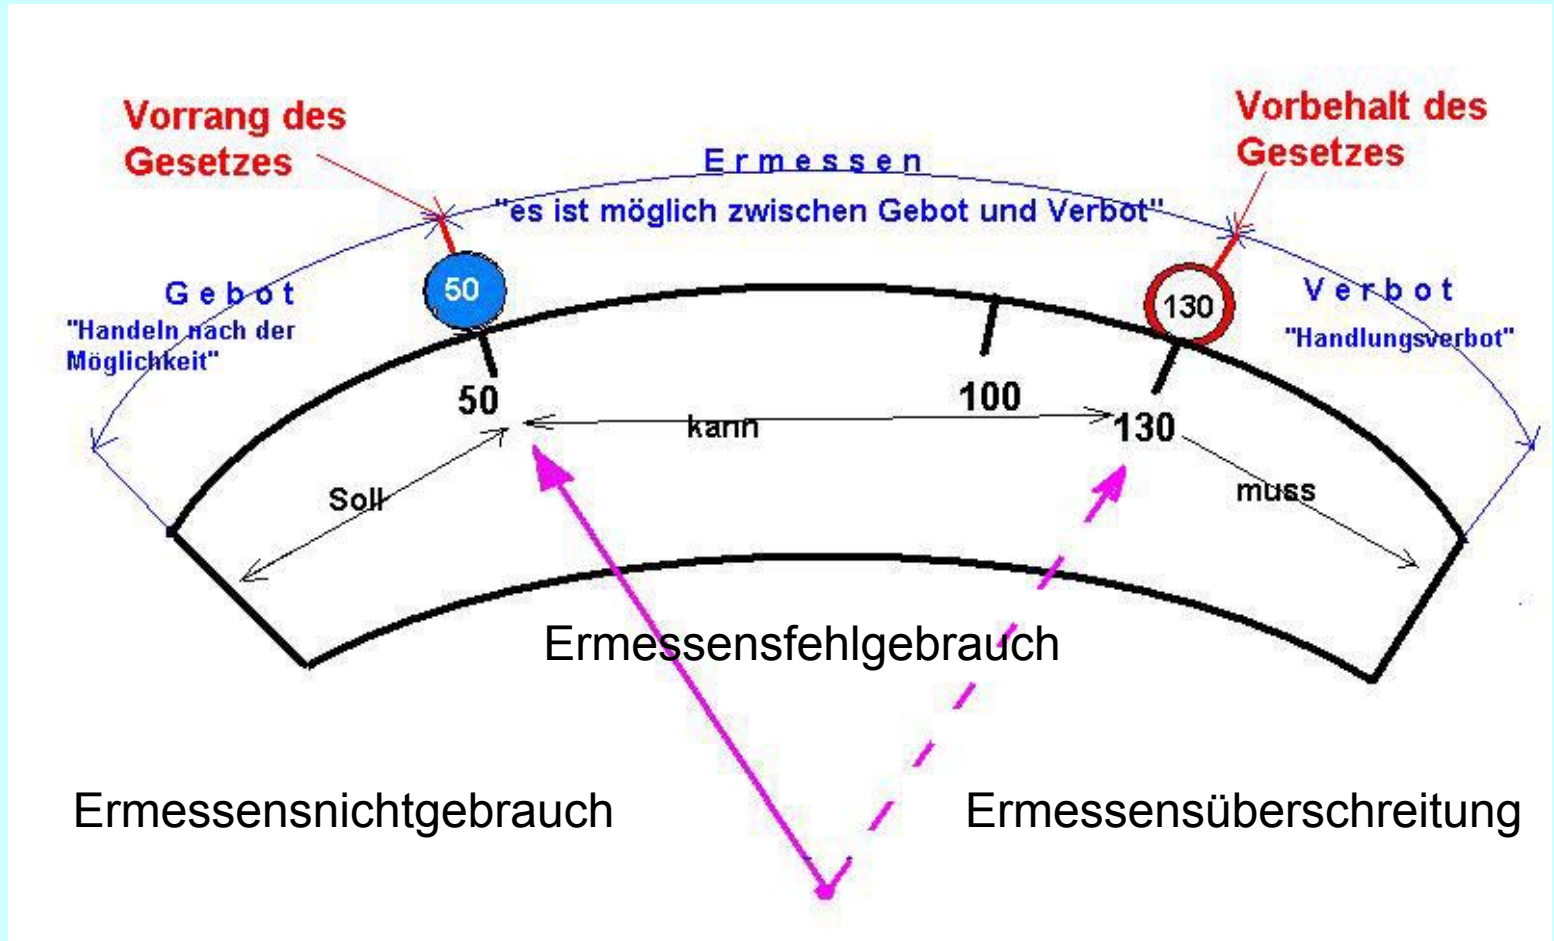 Vorrang des
Gesetzes
Vorbehalt des
Gesetzes
Ermessen
"es ist möglich zwischen Gebot und Verbot"
Gebot
"Handeln nach der
Möglichkeit"
50
130
Verbot
"Handlungsverbot"
50
100
130
kann
Soll
muss
Ermessensfehlgebrauch
Ermessensnichtgebrauch
Ermessensüberschreitung